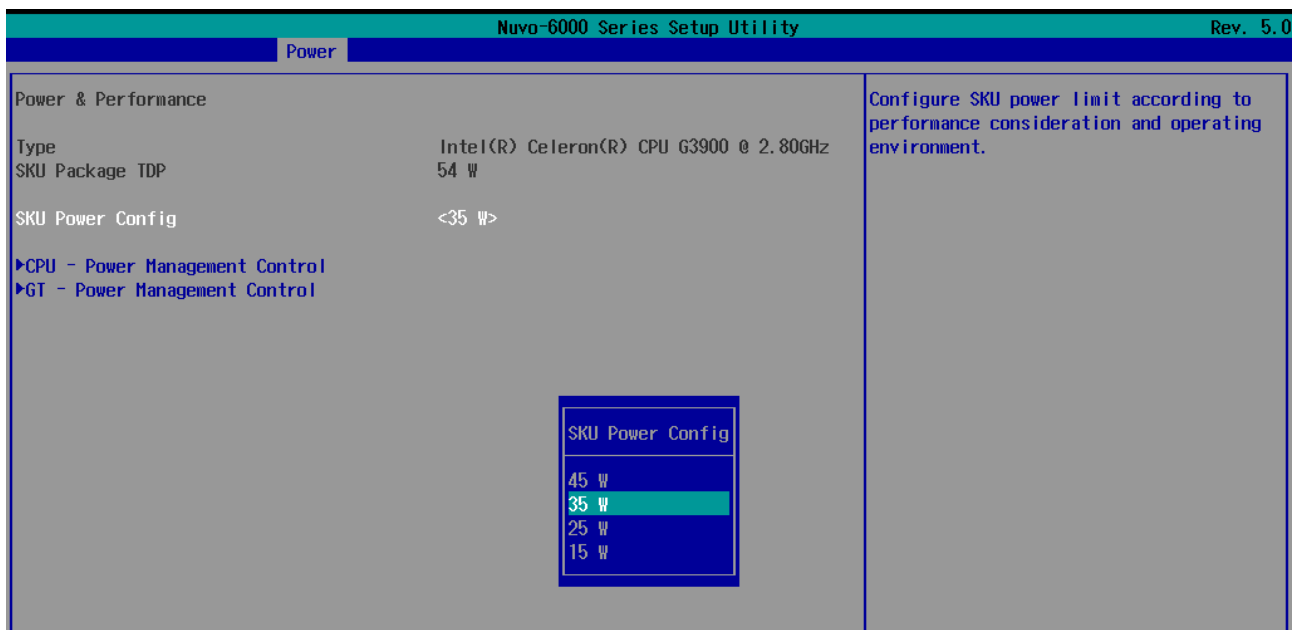 Nuvo-6000 Series Setup Utility Rev. 5.0
Power
Power & Performance
Type Intel(R) Celeron(R) CPU G3900 @ 2.80GHz
SKU Package TDP 54 W
SKU Power Config <35 W>
▶CPU - Power Management Control
▶GT - Power Management Control
Configure SKU power limit according to
performance consideration and operating
environment.
SKU Power Config
45 W
35 W
25 W
15 W